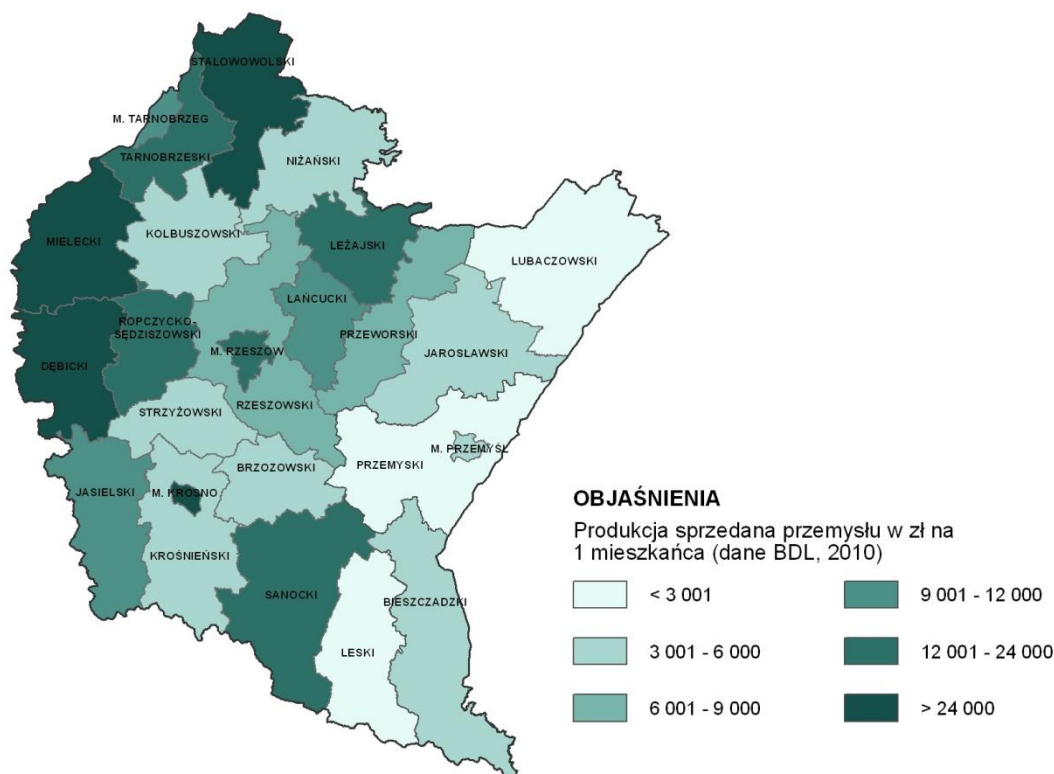 STALOWOWOLSKI
M. TARNOBRZEG
TARNOBRZESKI
NIŻAŃSKI
MIELECKI
KOLBUSZOWSKI
LEŻAJSKI
LUBACZOWSKI
ROPCZYCKO-
SĘDZISZOWSKI
ŁAŃCUCKI
PRZEWORSKI
DĘBICKI
M. RZESZÓW
JAROSŁAWSKI
STRZYŻOWSKI
RZESZOWSKI
M. PRZEMYŚL
BRZOZOWSKI
PRZEMYSKI
JASIELSKI
M. KROSNO
KROŚNIEŃSKI
SANOCKI
BIESZCZADZKI
LESKI
OBJAŚNIENIA
Produkcja sprzedana przemysłu w zł na
1 mieszkańca (dane BDL, 2010)
< 3 001
3 001 - 6 000
6 001 - 9 000
9 001 - 12 000
12 001 - 24 000
> 24 000